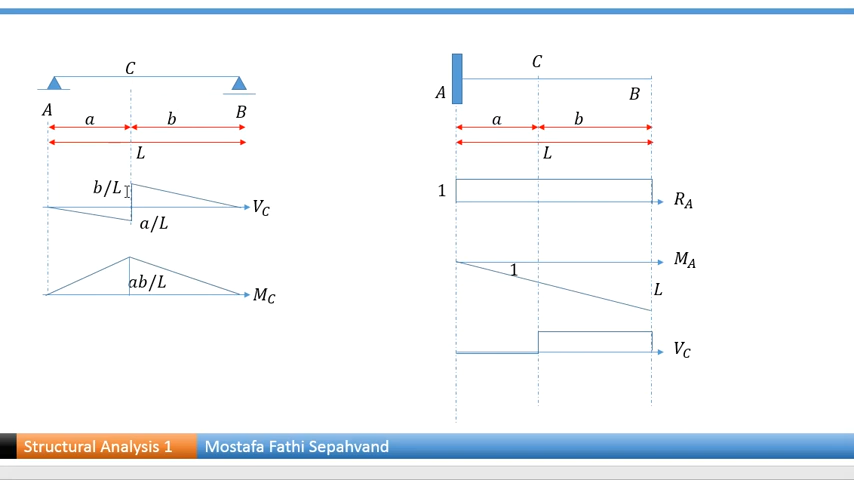 C
A
B
a
b
L
b/L
V_C
a/L
ab/L
M_C
C
A
B
a
b
L
1
R_A
M_A
1
L
V_C
Structural Analysis 1
Mostafa Fathi Sepahvand